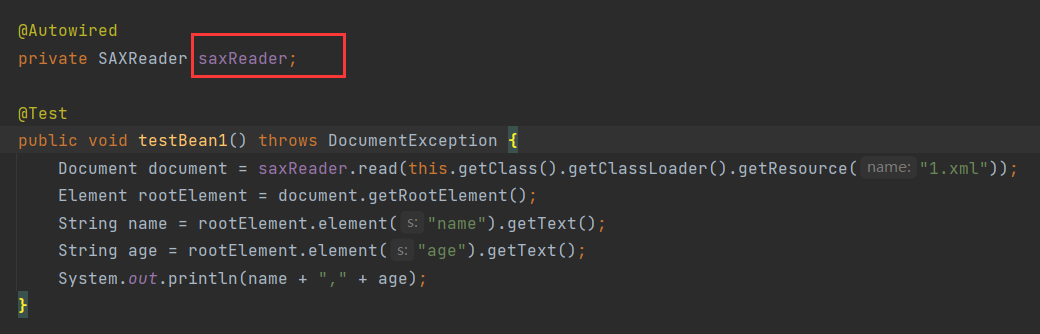 @Autowired
private SAXReader saxReader;
@Test
public void testBean1() throws DocumentException {
Document document = saxReader.read(this.getClass().getClassLoader().getResource( name: "1.xml"));
Element rootElement = document.getRootElement();
String name = rootElement.element( s: "name").getText();
String age = rootElement.element( s: "age").getText();
System.out.println(name + "," + age);
}